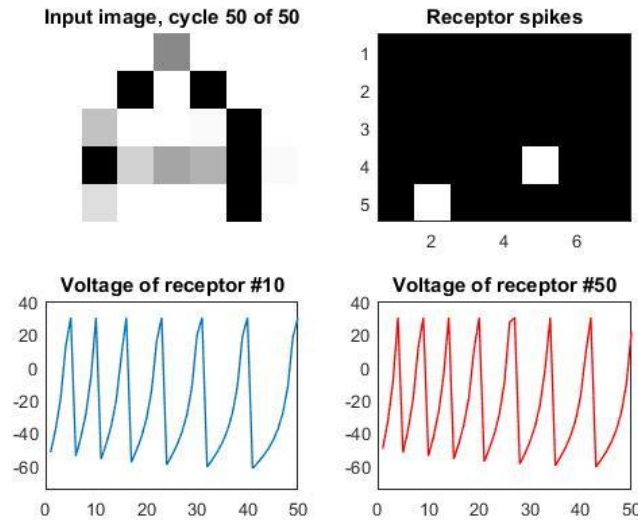 Input image, cycle 50 of 50
Receptor spikes
1
2
3
4
5
2 4 6
Voltage of receptor #10
40
20
0
-20
-40
-60
0 10 20 30 40 50
Voltage of receptor #50
40
20
0
-20
-40
-60
0 10 20 30 40 50